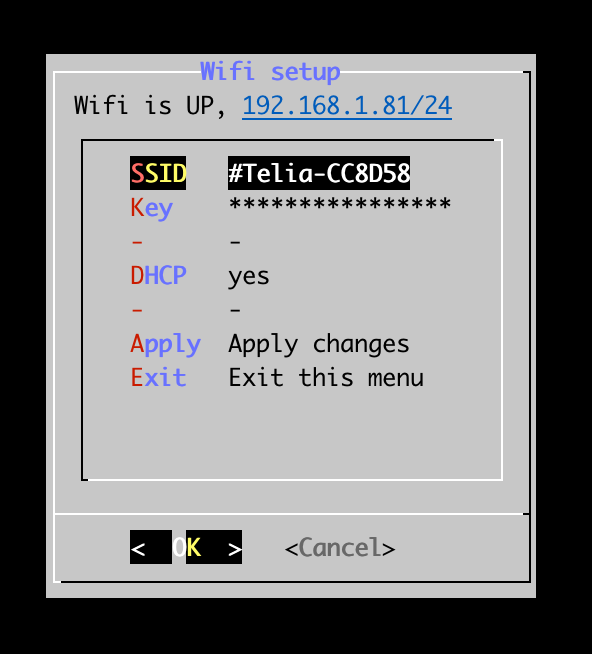 Wifi setup
Wifi is UP, 192.168.1.81/24
SSID #Telia-CC8D58
Key ****************
- -
DHCP yes
- -
Apply Apply changes
Exit Exit this menu
< OK > <Cancel>